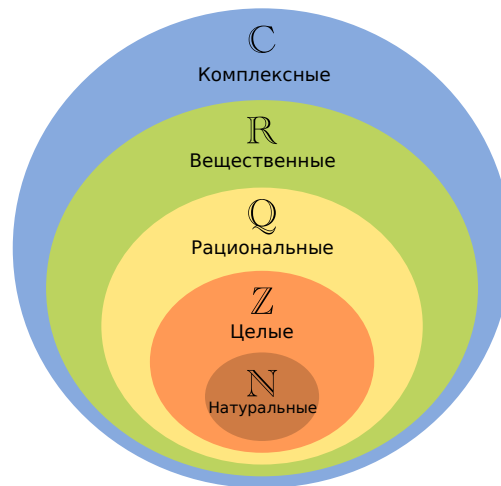 ℂ
Комплексные
ℝ
Вещественные
ℚ
Рациональные
ℤ
Целые
ℕ
Натуральные